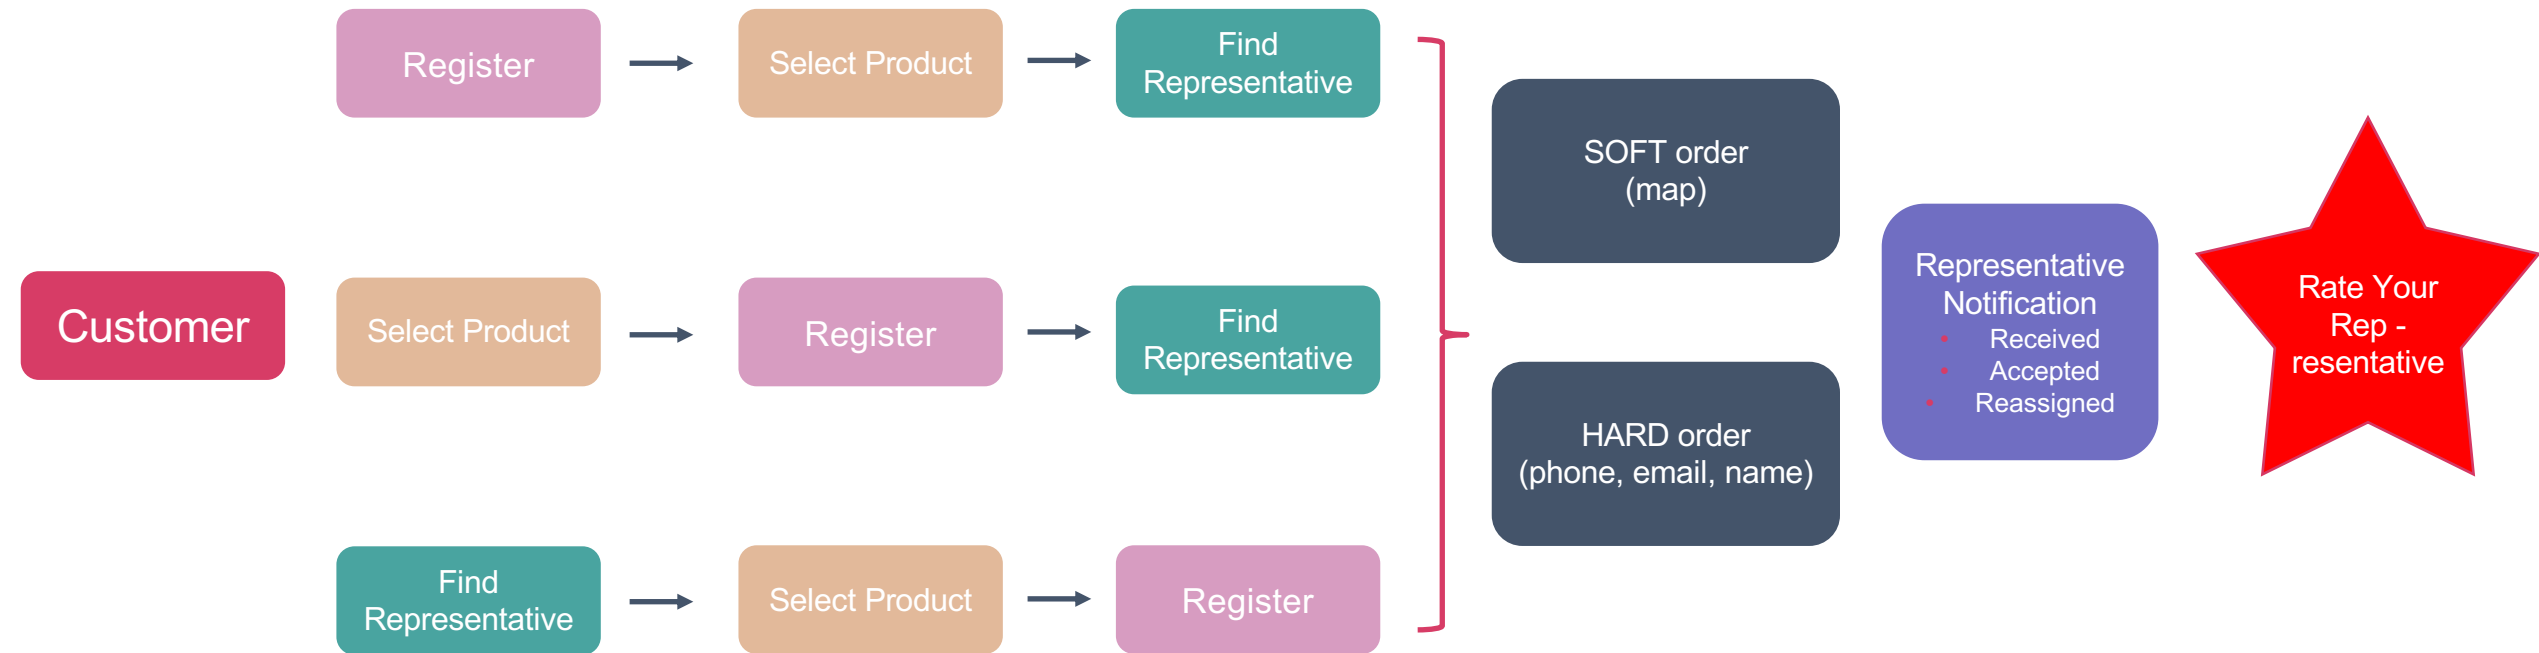 Customer
Register
Select Product
Find
Representative
Select Product
Register
Find
Representative
Find
Representative
Select Product
Register
SOFT order
(map)
HARD order
(phone, email, name)
Representative
Notification
• Received
• Accepted
• Reassigned
Rate Your
Rep -
resentative